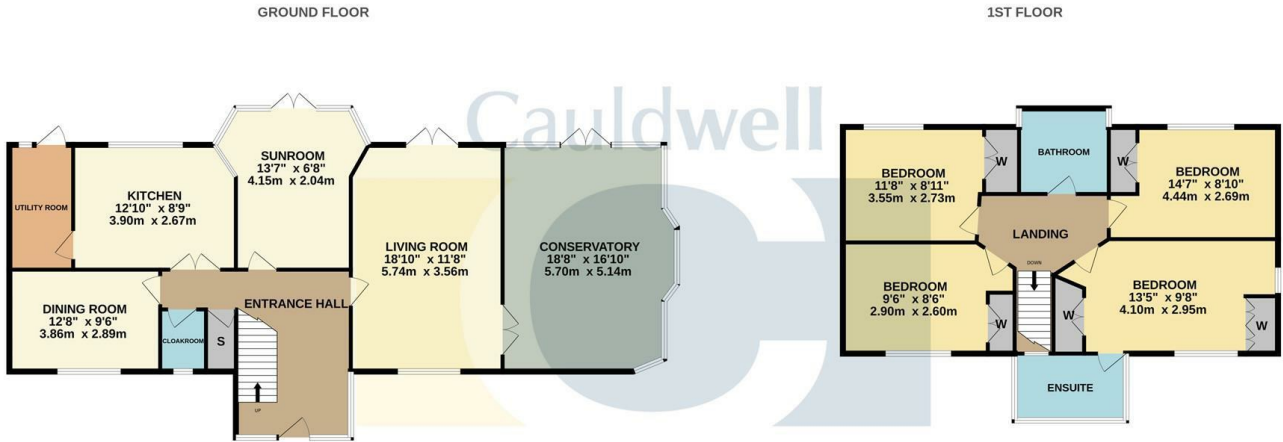 GROUND FLOOR
1ST FLOOR
Cauldwell
UTILITY ROOM
KITCHEN
12'10" x 8'9"
3.90m x 2.67m
SUNROOM
13'7" x 6'8"
4.15m x 2.04m
LIVING ROOM
18'10" x 11'8"
5.74m x 3.56m
CONSERVATORY
18'8" x 16'10"
5.70m x 5.14m
DINING ROOM
12'8" x 9'6"
3.86m x 2.89m
ENTRANCE HALL
CLOAKROOM
S
UP
BEDROOM
11'8" x 8'11"
3.55m x 2.73m
W
BATHROOM
W
BEDROOM
14'7" x 8'10"
4.44m x 2.69m
LANDING
DOWN
BEDROOM
9'6" x 8'6"
2.90m x 2.60m
W
W
BEDROOM
13'5" x 9'8"
4.10m x 2.95m
W
ENSUITE